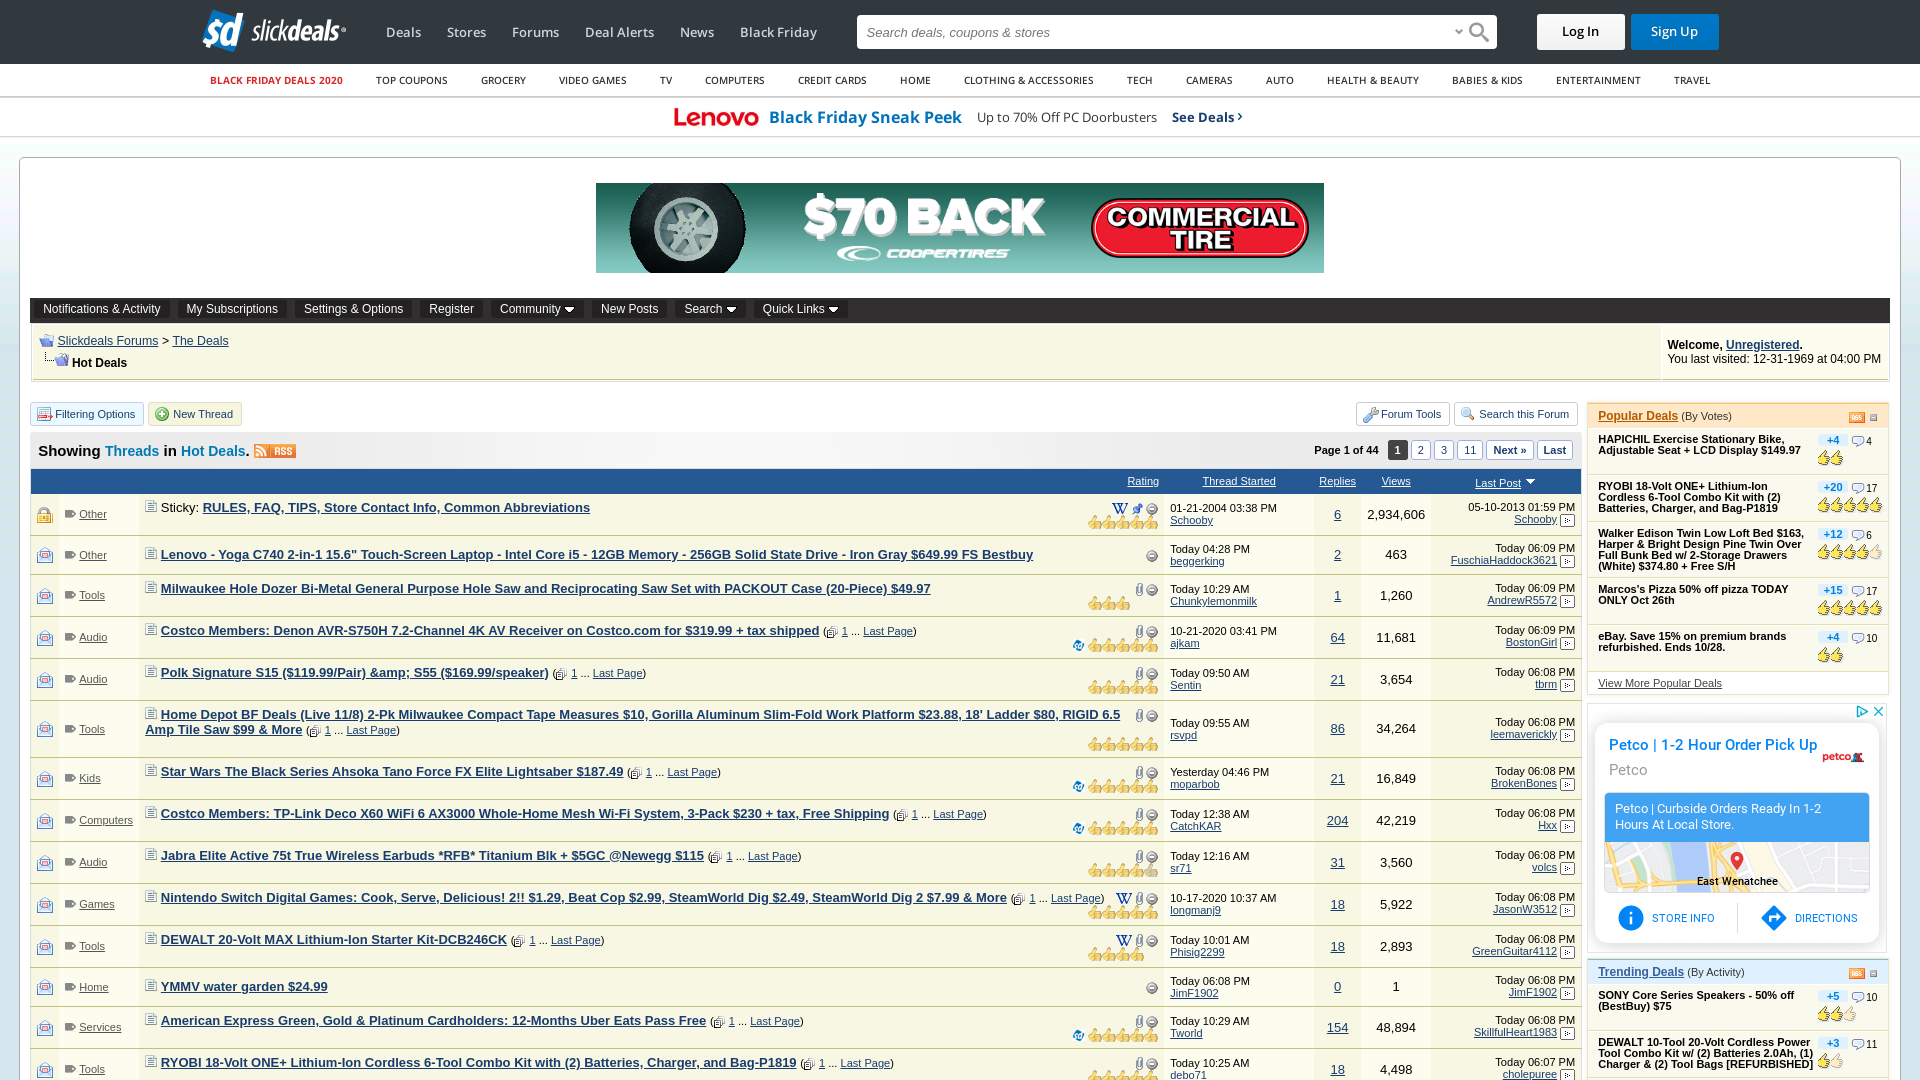 slickdeals
Deals
Stores
Forums
Deal Alerts
News
Black Friday
Search deals, coupons & stores
Log In
Sign Up
BLACK FRIDAY DEALS 2020
TOP COUPONS
GROCERY
VIDEO GAMES
TV
COMPUTERS
CREDIT CARDS
HOME
CLOTHING & ACCESSORIES
TECH
CAMERAS
AUTO
HEALTH & BEAUTY
BABIES & KIDS
ENTERTAINMENT
TRAVEL
Lenovo Black Friday Sneak Peek Up to 70% Off PC Doorbusters See Deals ›
$70 BACK
COOPERTIRES
COMMERCIAL
TIRE
Notifications & Activity
My Subscriptions
Settings & Options
Register
Community
New Posts
Search
Quick Links
Slickdeals Forums > The Deals
Hot Deals
Welcome, Unregistered.
You last visited: 12-31-1969 at 04:00 PM
Filtering Options
New Thread
Forum Tools
Search this Forum
Showing Threads in Hot Deals. RSS
Page 1 of 44 1 2 3 11 Next » Last
Rating Thread Started Replies Views Last Post
Other Sticky: RULES, FAQ, TIPS, Store Contact Info, Common Abbreviations W 01-21-2004 03:38 PM
Schooby 6 2,934,606 05-10-2013 01:59 PM
Schooby
Other Lenovo - Yoga C740 2-in-1 15.6" Touch-Screen Laptop - Intel Core i5 - 12GB Memory - 256GB Solid State Drive - Iron Gray $649.99 FS Bestbuy Today 04:28 PM
beggerking 2 463 Today 06:09 PM
FuschiaHaddock3621
Tools Milwaukee Hole Dozer Bi-Metal General Purpose Hole Saw and Reciprocating Saw Set with PACKOUT Case (20-Piece) $49.97 Today 10:29 AM
Chunkylemonmilk 1 1,260 Today 06:09 PM
AndrewR5572
Audio Costco Members: Denon AVR-S750H 7.2-Channel 4K AV Receiver on Costco.com for $319.99 + tax shipped ( 1 ... Last Page) 10-21-2020 03:41 PM
ajkam 64 11,681 Today 06:09 PM
BostonGirl
Audio Polk Signature S15 ($119.99/Pair) &amp; S55 ($169.99/speaker) ( 1 ... Last Page) Today 09:50 AM
Sentin 21 3,654 Today 06:08 PM
tbrm
Tools Home Depot BF Deals (Live 11/8) 2-Pk Milwaukee Compact Tape Measures $10, Gorilla Aluminum Slim-Fold Work Platform $23.88, 18' Ladder $80, RIGID 6.5
Amp Tile Saw $99 & More ( 1 ... Last Page) Today 09:55 AM
rsvpd 86 34,264 Today 06:08 PM
leemaverickly
Kids Star Wars The Black Series Ahsoka Tano Force FX Elite Lightsaber $187.49 ( 1 ... Last Page) Yesterday 04:46 PM
moparbob 21 16,849 Today 06:08 PM
BrokenBones
Computers Costco Members: TP-Link Deco X60 WiFi 6 AX3000 Whole-Home Mesh Wi-Fi System, 3-Pack $230 + tax, Free Shipping ( 1 ... Last Page) Today 12:38 AM
CatchKAR 204 42,219 Today 06:08 PM
Hxx
Audio Jabra Elite Active 75t True Wireless Earbuds *RFB* Titanium Blk + $5GC @Newegg $115 ( 1 ... Last Page) Today 12:16 AM
sr71 31 3,560 Today 06:08 PM
volcs
Games Nintendo Switch Digital Games: Cook, Serve, Delicious! 2!! $1.29, Beat Cop $2.99, SteamWorld Dig $2.49, SteamWorld Dig 2 $7.99 & More ( 1 ... Last Page) W 10-17-2020 10:37 AM
longmanj9 18 5,922 Today 06:08 PM
JasonW3512
Tools DEWALT 20-Volt MAX Lithium-Ion Starter Kit-DCB246CK ( 1 ... Last Page) W Today 10:01 AM
Phisig2299 18 2,893 Today 06:08 PM
GreenGuitar4112
Home YMMV water garden $24.99 Today 06:08 PM
JimF1902 0 1 Today 06:08 PM
JimF1902
Services American Express Green, Gold & Platinum Cardholders: 12-Months Uber Eats Pass Free ( 1 ... Last Page) Today 10:29 AM
Tworld 154 48,894 Today 06:08 PM
SkillfulHeart1983
Tools RYOBI 18-Volt ONE+ Lithium-Ion Cordless 6-Tool Combo Kit with (2) Batteries, Charger, and Bag-P1819 ( 1 ... Last Page) Today 10:25 AM
debo71 18 4,498 Today 06:07 PM
cholepuree
Popular Deals (By Votes) RSS
HAPICHIL Exercise Stationary Bike,
Adjustable Seat + LCD Display $149.97 +4 4
RYOBI 18-Volt ONE+ Lithium-Ion
Cordless 6-Tool Combo Kit with (2)
Batteries, Charger, and Bag-P1819 +20 17
Walker Edison Twin Low Loft Bed $163,
Harper & Bright Design Pine Twin Over
Full Bunk Bed w/ 2-Storage Drawers
(White) $374.80 + Free S/H +12 6
Marcos's Pizza 50% off pizza TODAY
ONLY Oct 26th +15 17
eBay. Save 15% on premium brands
refurbished. Ends 10/28. +4 10
View More Popular Deals
Petco | 1-2 Hour Order Pick Up
Petco
petco
Petco | Curbside Orders Ready In 1-2
Hours At Local Store.
East Wenatchee
STORE INFO
DIRECTIONS
Trending Deals (By Activity) RSS
SONY Core Series Speakers - 50% off
(BestBuy) $75 +5 10
DEWALT 10-Tool 20-Volt Cordless Power
Tool Combo Kit w/ (2) Batteries 2.0Ah, (1)
Charger & (2) Tool Bags [REFURBISHED] +3 11